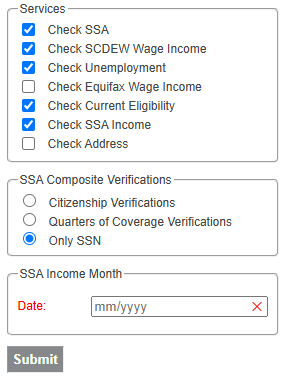 Services
Check SSA
Check SCDEW Wage Income
Check Unemployment
Check Equifax Wage Income
Check Current Eligibility
Check SSA Income
Check Address
SSA Composite Verifications
Citizenship Verifications
Quarters of Coverage Verifications
Only SSN
SSA Income Month
Date: mm/yyyy
Submit